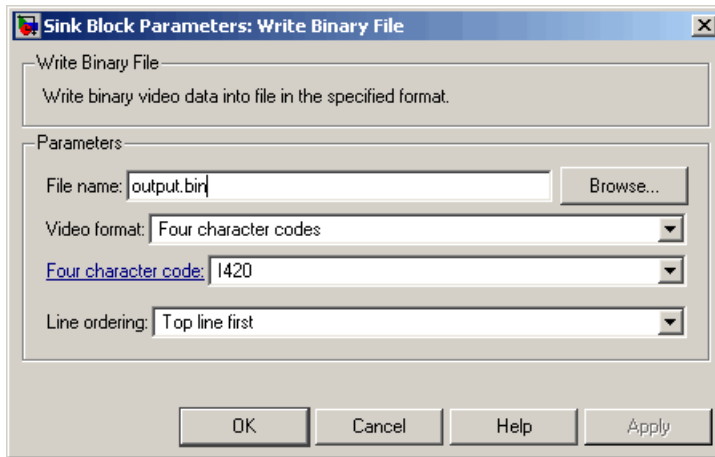 Sink Block Parameters: Write Binary File
Write Binary File
Write binary video data into file in the specified format.
Parameters
File name: output.bin Browse...
Video format: Four character codes
Four character code: I420
Line ordering: Top line first
OK Cancel Help Apply